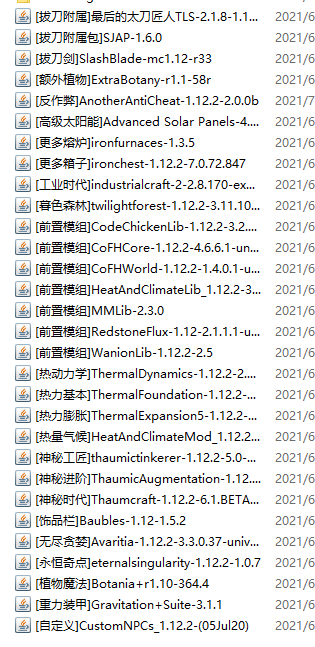 [拔刀附属]最后的太刀匠人TLS-2.1.8-1.1... 2021/6
[拔刀附属包]SJAP-1.6.0 2021/6
[拔刀剑]SlashBlade-mc1.12-r33 2021/6
[额外植物]ExtraBotany-r1.1-58r 2021/6
[反作弊]AnotherAntiCheat-1.12.2-2.0.0b 2021/7
[高级太阳能]Advanced Solar Panels-4.... 2021/6
[更多熔炉]ironfurnaces-1.3.5 2021/6
[更多箱子]ironchest-1.12.2-7.0.72.847 2021/6
[工业时代]industrialcraft-2-2.8.170-ex... 2021/6
[暮色森林]twilightforest-1.12.2-3.11.10... 2021/6
[前置模组]CodeChickenLib-1.12.2-3.2.... 2021/6
[前置模组]CoFHCore-1.12.2-4.6.6.1-un... 2021/6
[前置模组]CoFHWorld-1.12.2-1.4.0.1-u... 2021/6
[前置模组]HeatAndClimateLib_1.12.2-3... 2021/6
[前置模组]MMLib-2.3.0 2021/6
[前置模组]RedstoneFlux-1.12-2.1.1.1-u... 2021/6
[前置模组]WanionLib-1.12.2-2.5 2021/6
[热动力学]ThermalDynamics-1.12.2-2.... 2021/6
[热力基本]ThermalFoundation-1.12.2-... 2021/6
[热力膨胀]ThermalExpansion5-1.12.2-... 2021/6
[热量气候]HeatAndClimateMod_1.12.2... 2021/6
[神秘工匠]thaumictinkerer-1.12.2-5.0-... 2021/6
[神秘进阶]ThaumicAugmentation-1.12.... 2021/6
[神秘时代]Thaumcraft-1.12.2-6.1.BETA... 2021/6
[饰品栏]Baubles-1.12-1.5.2 2021/6
[无尽贪婪]Avaritia-1.12.2-3.3.0.37-univ... 2021/6
[永恒奇点]eternalsingularity-1.12.2-1.0.7 2021/6
[植物魔法]Botania+r1.10-364.4 2021/6
[重力装甲]Gravitation+Suite-3.1.1 2021/6
[自定义]CustomNPCs_1.12.2-(05Jul20) 2021/6